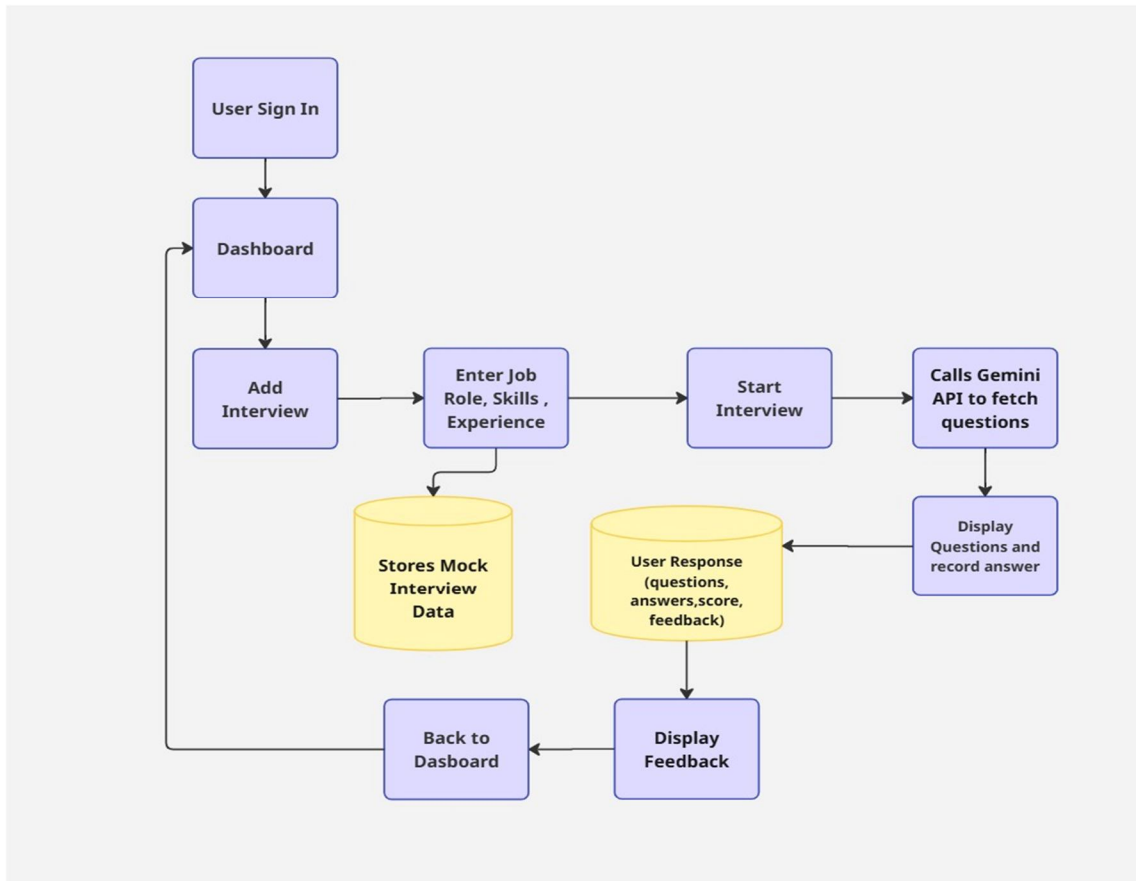 User Sign In
Dashboard
Add
Interview
Enter Job
Role, Skills ,
Experience
Start
Interview
Calls Gemini
API to fetch
questions
Stores Mock
Interview
Data
User Response
(questions,
answers,score,
feedback)
Display
Questions and
record answer
Back to
Dasboard
Display
Feedback